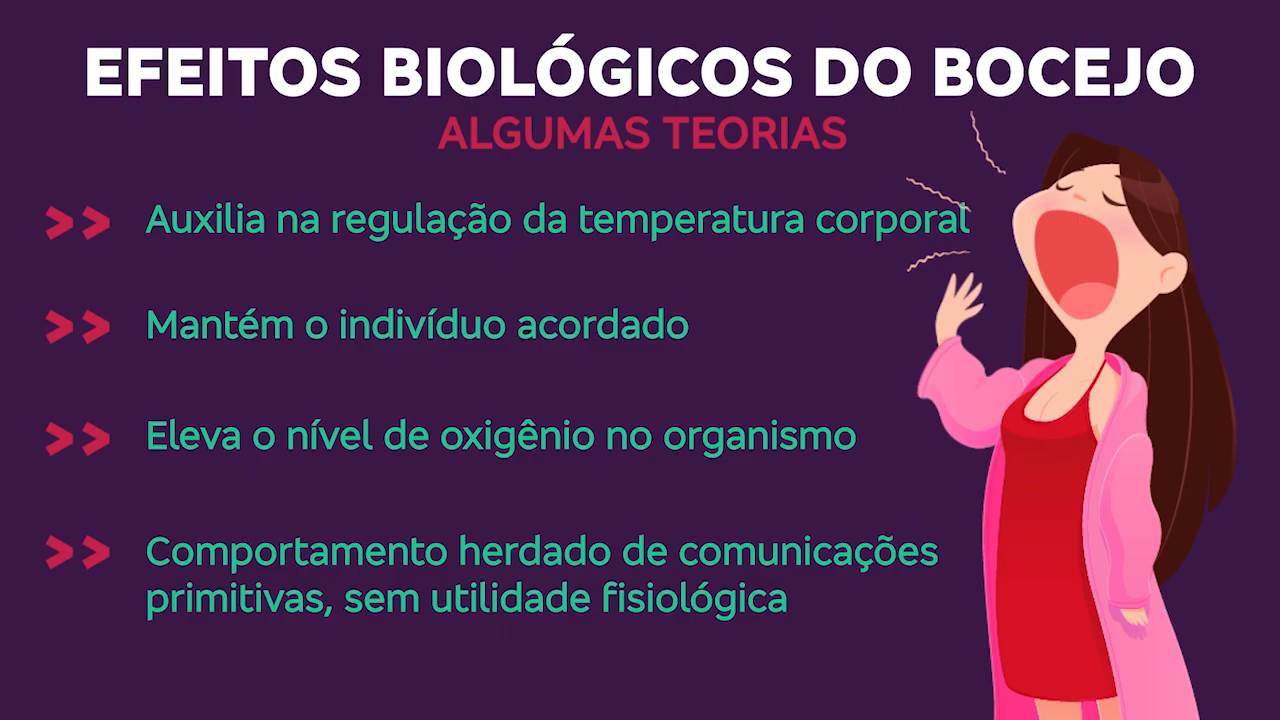 EFEITOS BIOLÓGICOS DO BOCEJO
ALGUMAS TEORIAS
>> Auxilia na regulação da temperatura corporal
>> Mantém o indivíduo acordado
>> Eleva o nível de oxigênio no organismo
>> Comportamento herdado de comunicações
primitivas, sem utilidade fisiológica